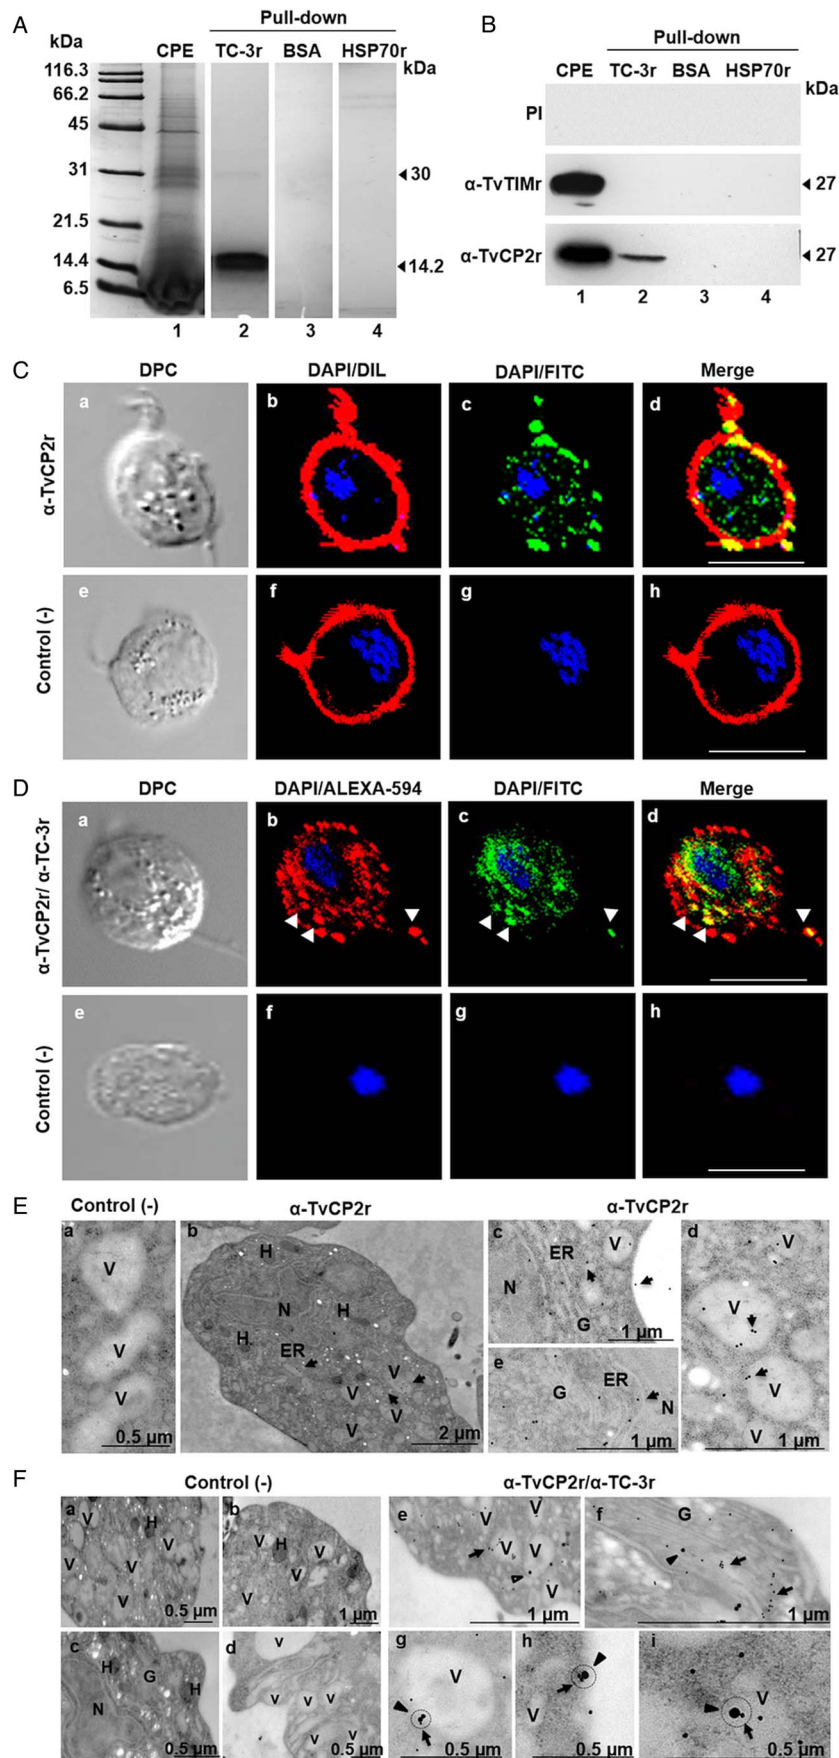 A
Pull-down
kDa
CPE
TC-3r
BSA
HSP70r
kDa
116.3
66.2
45
31
21.5
14.4
6.5
30
14.2
1
2
3
4
B
Pull-down
CPE
TC-3r
BSA
HSP70r
kDa
PI
α-TvTIMr
27
α-TvCP2r
27
1
2
3
4
C
DPC
DAPI/DIL
DAPI/FITC
Merge
α-TvCP2r
a
b
c
d
Control (-)
e
f
g
h
D
DPC
DAPI/ALEXA-594
DAPI/FITC
Merge
α-TvCP2r/ α-TC-3r
a
b
c
d
Control (-)
e
f
g
h
E
Control (-)
α-TvCP2r
α-TvCP2r
a
V
V
V
0.5 µm
b
H
N
H
H
ER
V
V
V
V
2 µm
c
ER
V
N
G
1 µm
d
V
V
V
V
1 µm
e
G
ER
N
1 µm
F
Control (-)
α-TvCP2r/α-TC-3r
a
V
H
V
V
V
V
0.5 µm
b
V
H
V
V
V
1 µm
e
V
V
V
V
V
1 µm
f
G
1 µm
c
H
G
H
N
0.5 µm
d
v
v
v
v
v
v
0.5 µm
g
V
0.5 µm
h
V
0.5 µm
i
V
0.5 µm